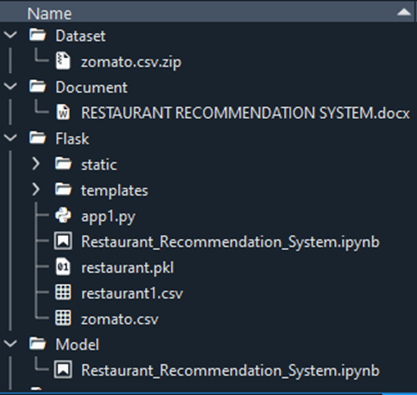 Name
Dataset
zomato.csv.zip
Document
RESTAURANT RECOMMENDATION SYSTEM.docx
Flask
static
templates
app1.py
Restaurant_Recommendation_System.ipynb
restaurant.pkl
restaurant1.csv
zomato.csv
Model
Restaurant_Recommendation_System.ipynb